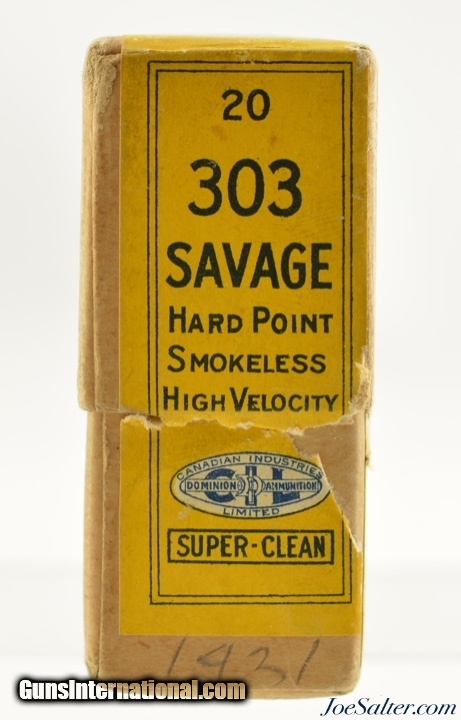 20
303
SAVAGE
HARD POINT
SMOKELESS
HIGH VELOCITY
CANADIAN INDUSTRIES
DOMINION AMMUNITION
CIL
LIMITED
SUPER-CLEAN
1431
GunsInternational.com
JoeSalter.com